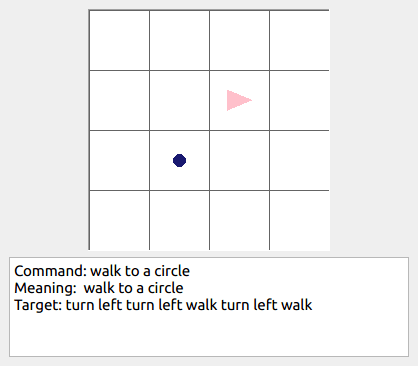 Command: walk to a circle
Meaning:  walk to a circle
Target: turn left turn left walk turn left walk